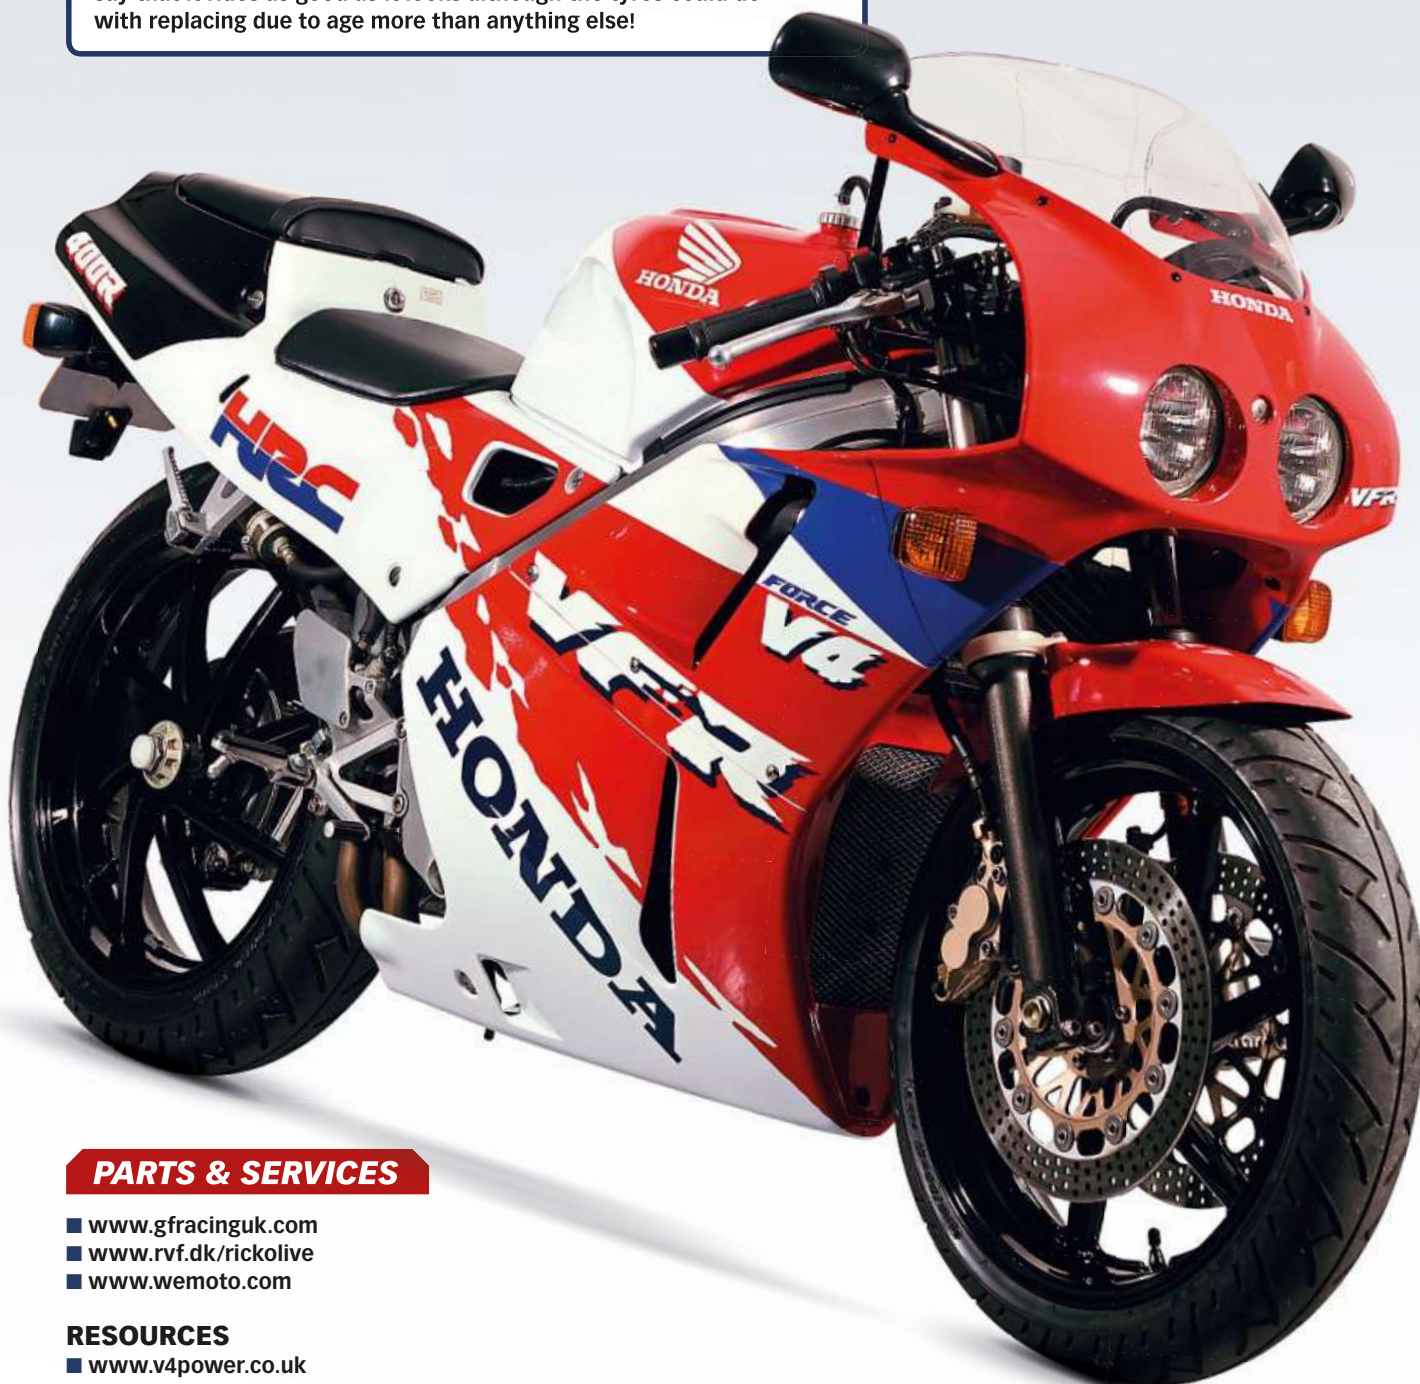 with replacing due to age more than anything else!
400R
HONDA
HONDA
HRC
VFR
FORCE
V4
VFR
HONDA
PARTS & SERVICES
www.gfracinguk.com
www.rvf.dk/rickolive
www.wemoto.com
RESOURCES
www.v4power.co.uk